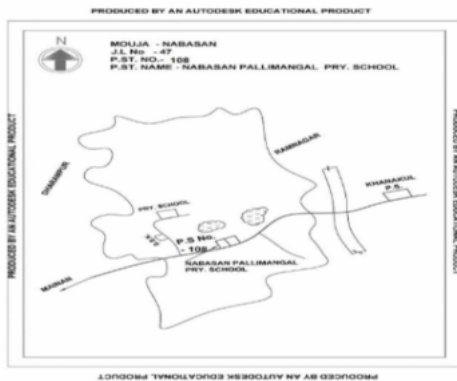 PRODUCED BY AN AUTODESK EDUCATIONAL PRODUCT
N
MOUJA - NABASAN
J.L No - 47
P.ST. NO.- 108
P.ST. NAME - NABASAN PALLIMANGAL PRY. SCHOOL
PRODUCED BY AN AUTODESK EDUCATIONAL PRODUCT
PRODUCED BY AN AUTODESK EDUCATIONAL PRODUCT
RAMNAGAR
KHANAKUL
P.S.
PRY. SCHOOL
P.S No.
- 108 -
NABASAN PALLIMANGAL
PRY. SCHOOL
PRODUCED BY AN AUTODESK EDUCATIONAL PRODUCT